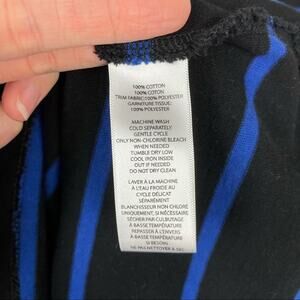 100% COTTON
100% COTON
TRIM FABRIC:100% POLYESTER
GARNITURE TISSUE:
100% POLYESTER
MACHINE WASH
COLD SEPARATELY
GENTLE CYCLE
ONLY NON-CHLORINE BLEACH
WHEN NEEDED
TUMBLE DRY LOW
COOL IRON INSIDE
OUT IF NEEDED
DO NOT DRY CLEAN
LAVER À LA MACHINE
À L'EAU FROIDE AU
CYCLE DÉLICAT
SÉPARÉMENT
BLANCHISSEUR NON-CHLORE
UNIQUEMENT, SI NÉCESSAIRE
SÉCHER PAR CULBUTAGE
À BASSE TEMPÉRATURE
REPASSER À L'ENVERS
À BASSE TEMPÉRATURE
SI BESOIN
NE PAS NETTOYER À SEC